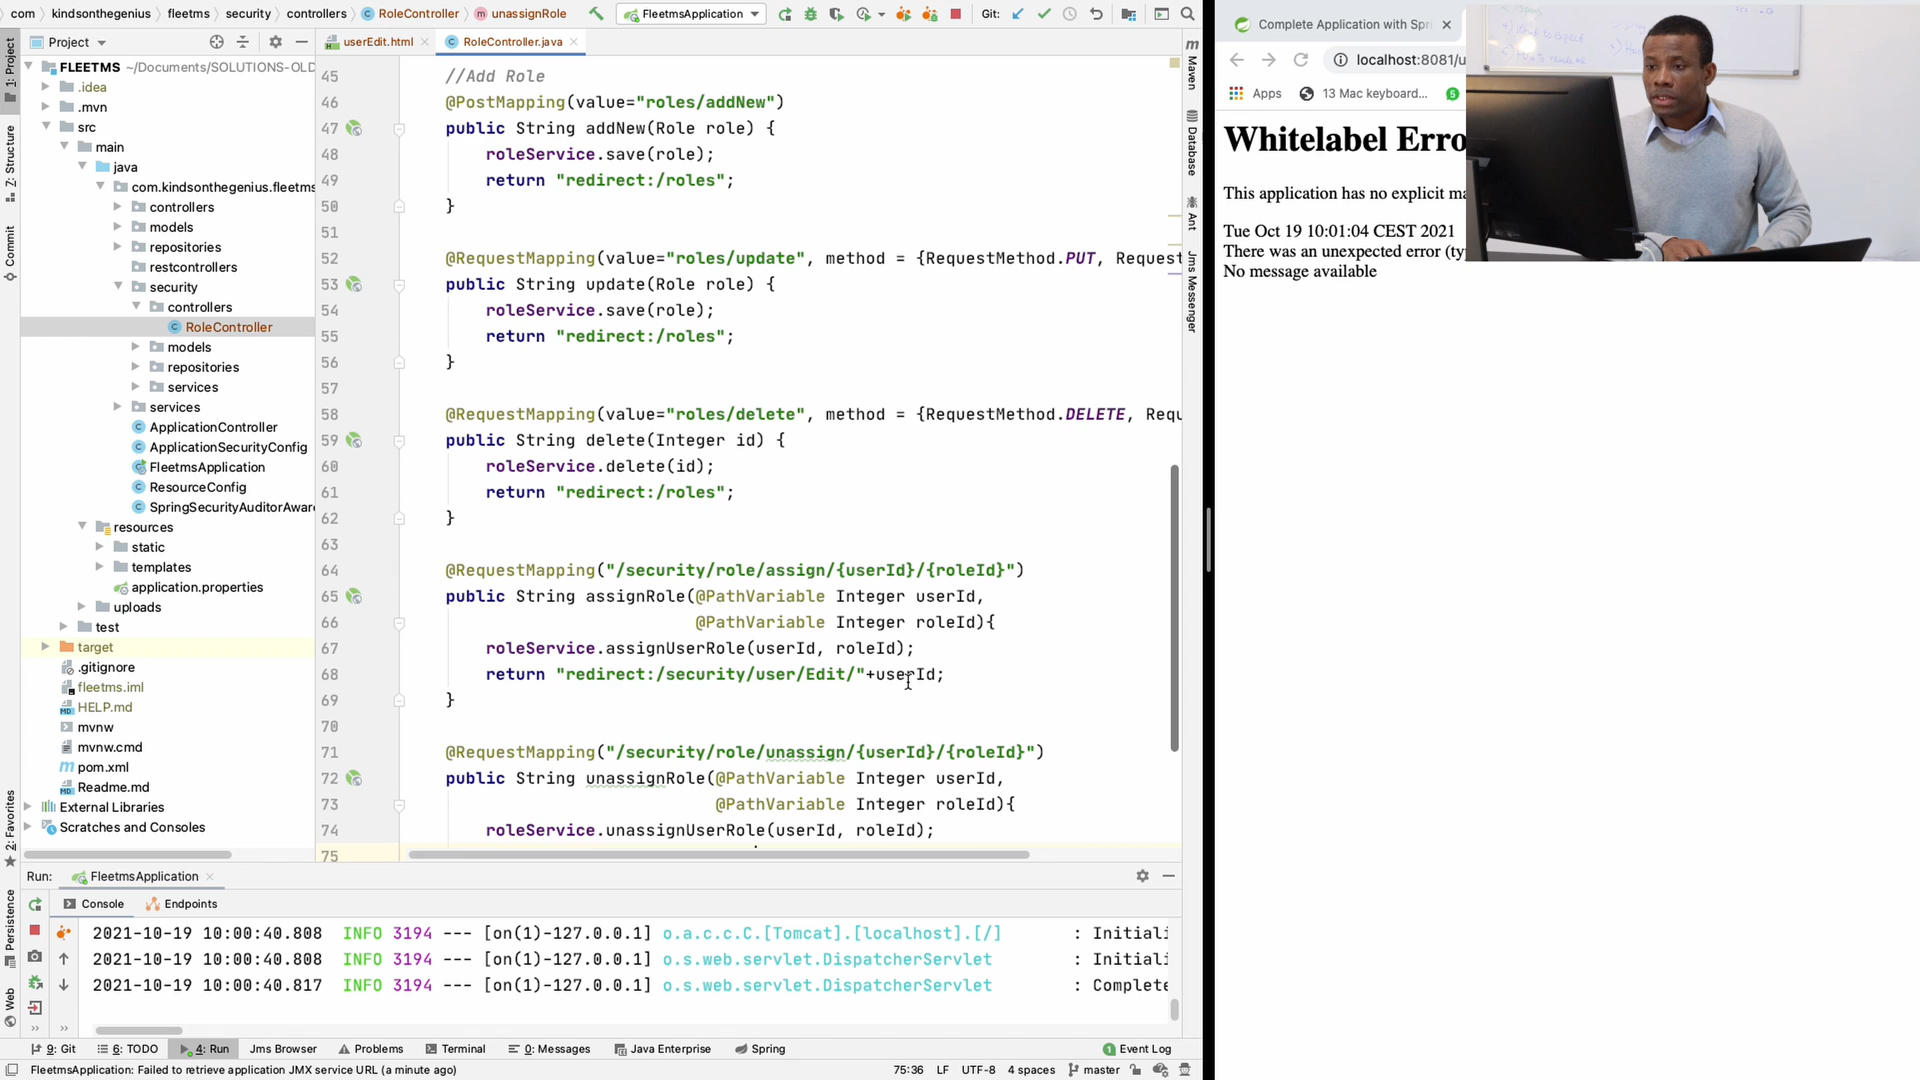 com > kindsonthegenius > fleetms > security > controllers > RoleController > unassignRole
FleetmsApplication
Git:
Project
userEdit.html
RoleController.java
FLEETMS ~/Documents/SOLUTIONS-OLD
.idea
.mvn
src
main
java
com.kindsonthegenius.fleetms
controllers
models
repositories
restcontrollers
security
controllers
RoleController
models
repositories
services
services
ApplicationController
ApplicationSecurityConfig
FleetmsApplication
ResourceConfig
SpringSecurityAuditorAwar
resources
static
templates
application.properties
uploads
test
target
.gitignore
fleetms.iml
HELP.md
mvnw
mvnw.cmd
pom.xml
Readme.md
External Libraries
Scratches and Consoles
1: Project
7: Structure
Commit
2: Favorites
Persistence
Web
45 //Add Role
46 @PostMapping(value="roles/addNew")
47 public String addNew(Role role) {
48 roleService.save(role);
49 return "redirect:/roles";
50 }
51
52 @RequestMapping(value="roles/update", method = {RequestMethod.PUT, Request
53 public String update(Role role) {
54 roleService.save(role);
55 return "redirect:/roles";
56 }
57
58 @RequestMapping(value="roles/delete", method = {RequestMethod.DELETE, Requ
59 public String delete(Integer id) {
60 roleService.delete(id);
61 return "redirect:/roles";
62 }
63
64 @RequestMapping("/security/role/assign/{userId}/{roleId}")
65 public String assignRole(@PathVariable Integer userId,
66 @PathVariable Integer roleId){
67 roleService.assignUserRole(userId, roleId);
68 return "redirect:/security/user/Edit/"+userId;
69 }
70
71 @RequestMapping("/security/role/unassign/{userId}/{roleId}")
72 public String unassignRole(@PathVariable Integer userId,
73 @PathVariable Integer roleId){
74 roleService.unassignUserRole(userId, roleId);
75
Maven
Database
Ant
Jms Messenger
Run: FleetmsApplication
Console Endpoints
2021-10-19 10:00:40.808 INFO 3194 --- [on(1)-127.0.0.1] o.a.c.c.C.[Tomcat].[localhost].[/] : Initiali
2021-10-19 10:00:40.808 INFO 3194 --- [on(1)-127.0.0.1] o.s.web.servlet.DispatcherServlet : Initiali
2021-10-19 10:00:40.817 INFO 3194 --- [on(1)-127.0.0.1] o.s.web.servlet.DispatcherServlet : Complete
9: Git 6: TODO 4: Run Jms Browser Problems Terminal 0: Messages Java Enterprise Spring 1 Event Log
FleetmsApplication: Failed to retrieve application JMX service URL (a minute ago) 75:36 LF UTF-8 4 spaces master
Complete Application with Spri
localhost:8081/u
Apps 13 Mac keyboard...
Whitelabel Erro
This application has no explicit ma
Tue Oct 19 10:01:04 CEST 2021
There was an unexpected error (ty
No message available